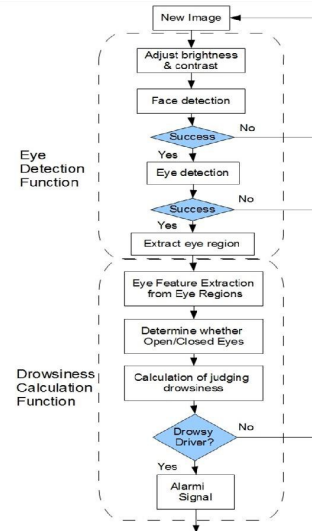 New Image
Adjust brightness
& contrast
Face detection
Success
No
Yes
Eye detection
Success
No
Yes
Extract eye region
Eye
Detection
Function
Eye Feature Extraction
from Eye Regions
Determine whether
Open/Closed Eyes
Calculation of judging
drowsiness
Drowsiness
Calculation
Function
Drowsy
Driver?
No
Yes
Alarmi
Signal